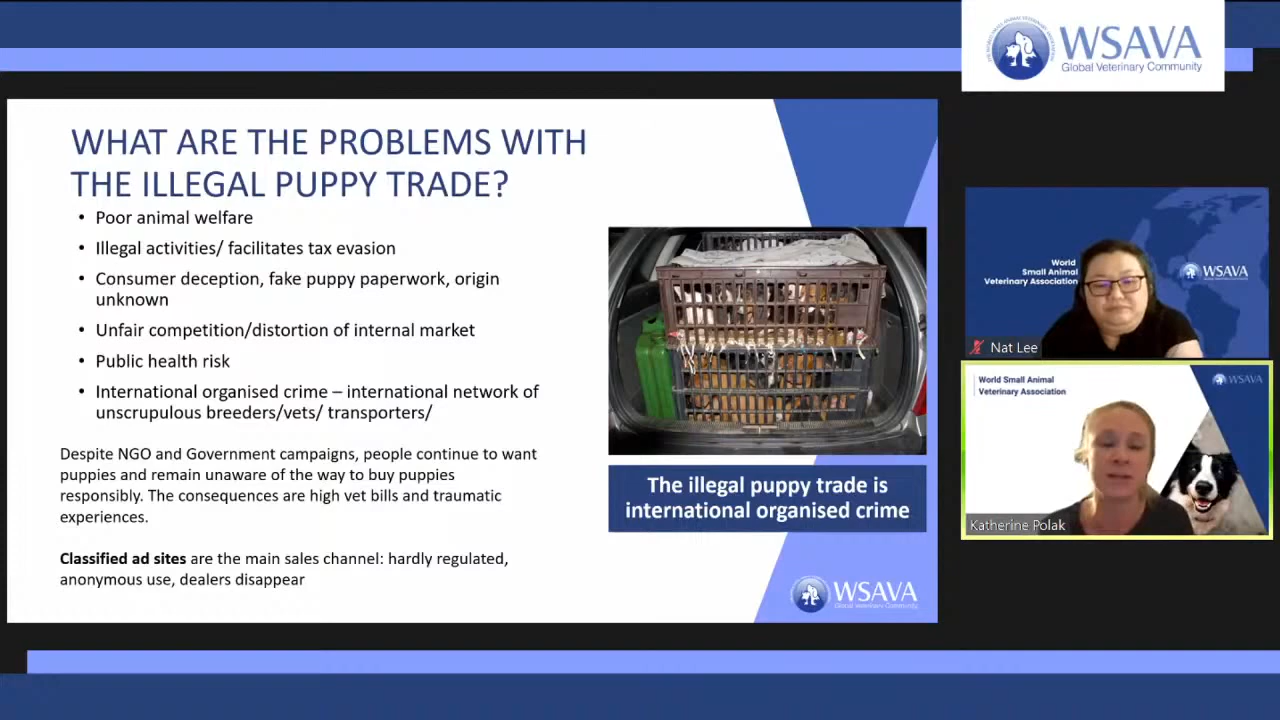 WSAVA
Global Veterinary Community
WHAT ARE THE PROBLEMS WITH
THE ILLEGAL PUPPY TRADE?
• Poor animal welfare
• Illegal activities/ facilitates tax evasion
• Consumer deception, fake puppy paperwork, origin
unknown
• Unfair competition/distortion of internal market
• Public health risk
• International organised crime – international network of
unscrupulous breeders/vets/ transporters/
Despite NGO and Government campaigns, people continue to want
puppies and remain unaware of the way to buy puppies
responsibly. The consequences are high vet bills and traumatic
experiences.
Classified ad sites are the main sales channel: hardly regulated,
anonymous use, dealers disappear
The illegal puppy trade is
international organised crime
WSAVA
Global Veterinary Community
World
Small Animal
Veterinary Association
WSAVA
Nat Lee
World Small Animal
Veterinary Association
WSAVA
Katherine Polak